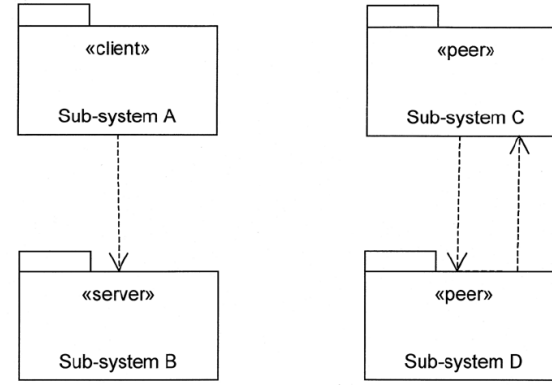 «client»
Sub-system A
«server»
Sub-system B
«peer»
Sub-system C
«peer»
Sub-system D